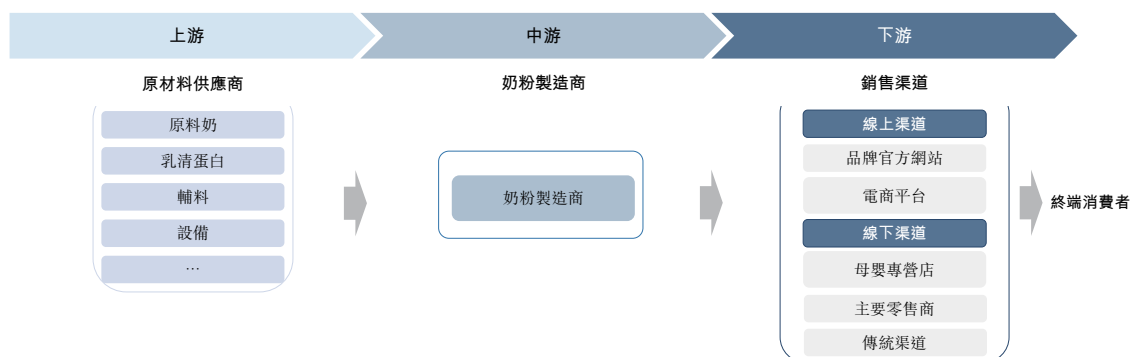 上游
中游
下游
原材料供應商
奶粉製造商
銷售渠道
原料奶
乳清蛋白
輔料
設備
…
奶粉製造商
線上渠道
品牌官方網站
電商平台
線下渠道
母嬰專營店
主要零售商
傳統渠道
終端消費者